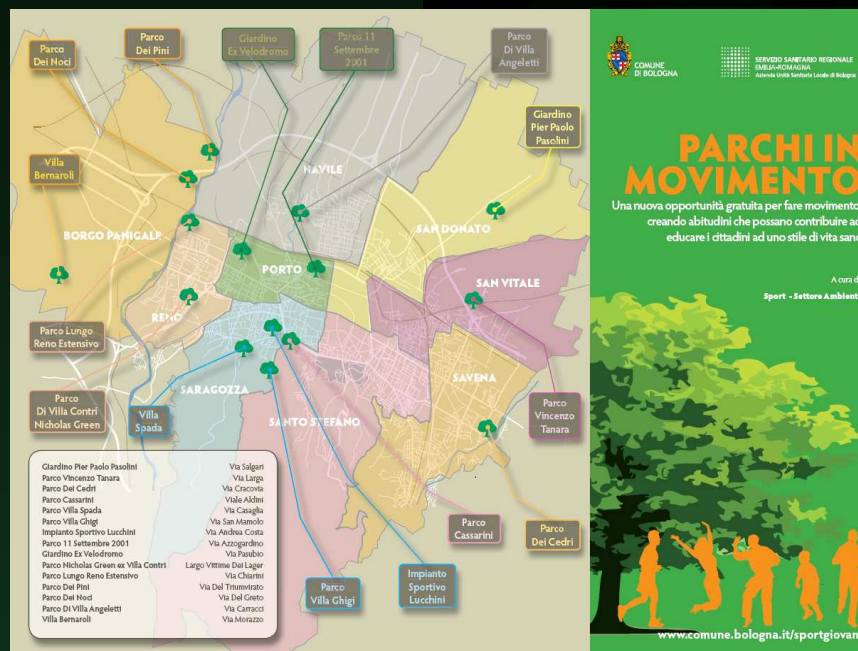 Parco
Dei Noci
Parco
Dei Pini
Giardino
Ex Velodromo
Parco 11
Settembre
2001
Parco
Di Villa
Angeletti
Giardino
Pier Paolo
Pasolini
Villa
Bernaroli
NAVILE
BORGO PANIGALE
SAN DONATO
PORTO
SAN VITALE
RENO
Parco Lungo
Reno Estensivo
SARAGOZZA
SAVENA
Parco
Di Villa Contri
Nicholas Green
Villa
Spada
SANTO STEFANO
Parco
Vincenzo
Tanara
Parco
Cassarini
Parco
Dei Cedri
Parco
Villa Ghigi
Impianto
Sportivo
Lucchini
Giardino Pier Paolo Pasolini Via Salgari
Parco Vincenzo Tanara Via Larga
Parco Dei Cedri Via Cracovia
Parco Cassarini Viale Aldini
Parco Villa Spada Via Casaglia
Parco Villa Ghigi Via San Mamolo
Impianto Sportivo Lucchini Via Andrea Costa
Parco 11 Settembre 2001 Via Azzogardino
Giardino Ex Velodromo Via Pasubio
Parco Nicholas Green ex Villa Contri Largo Vittime Dei Lager
Parco Lungo Reno Estensivo Via Chiarini
Parco Dei Pini Via Del Triumvirato
Parco Dei Noci Via Del Greto
Parco Di Villa Angeletti Via Carracci
Villa Bernaroli Via Morazzo
COMUNE
DI BOLOGNA
SERVIZIO SANITARIO REGIONALE
EMILIA-ROMAGNA
Azienda Unità Sanitaria Locale di Bologna
PARCHI IN
MOVIMENTO
Una nuova opportunità gratuita per fare movimento
creando abitudini che possano contribuire ad
educare i cittadini ad uno stile di vita sano
A cura d
Sport - Settore Ambient
www.comune.bologna.it/sportgiovan